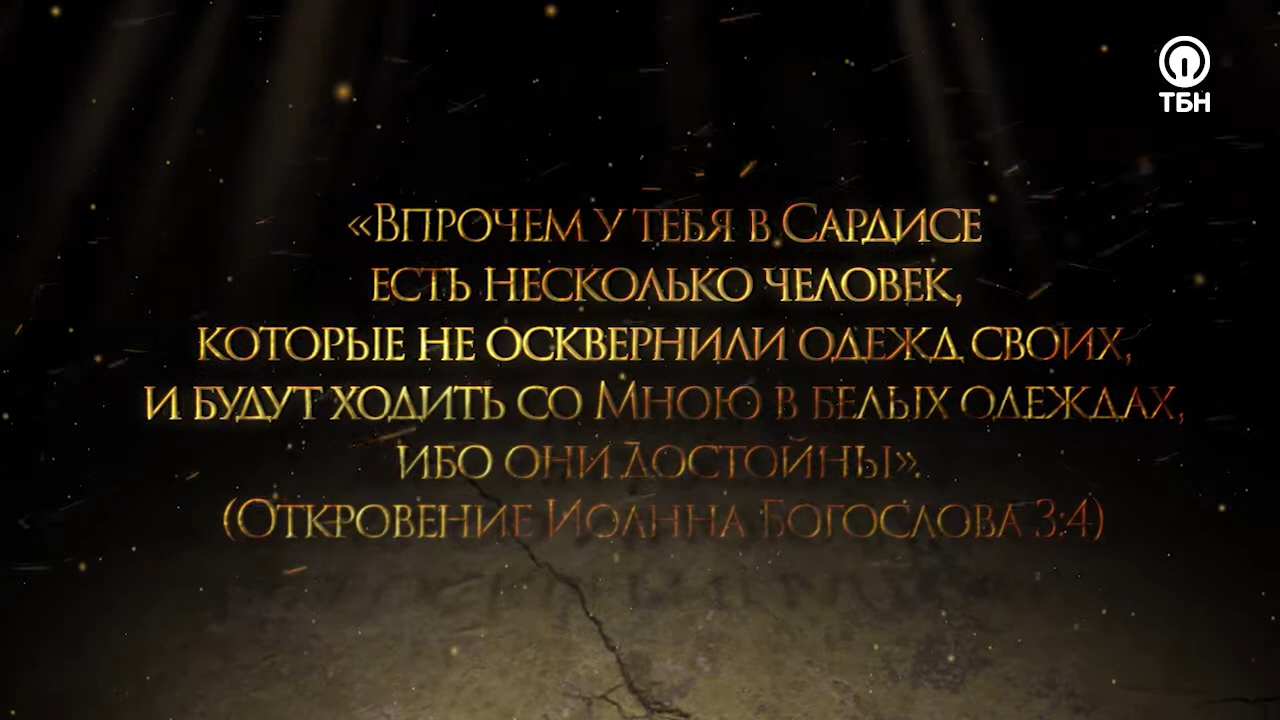 ТБН
«Впрочем у тебя в Сардисе
есть несколько человек,
которые не осквернили одежд своих,
и будут ходить со Мною в белых одеждах,
ибо они достойны».
(Откровение Иоанна Богослова 3:4)